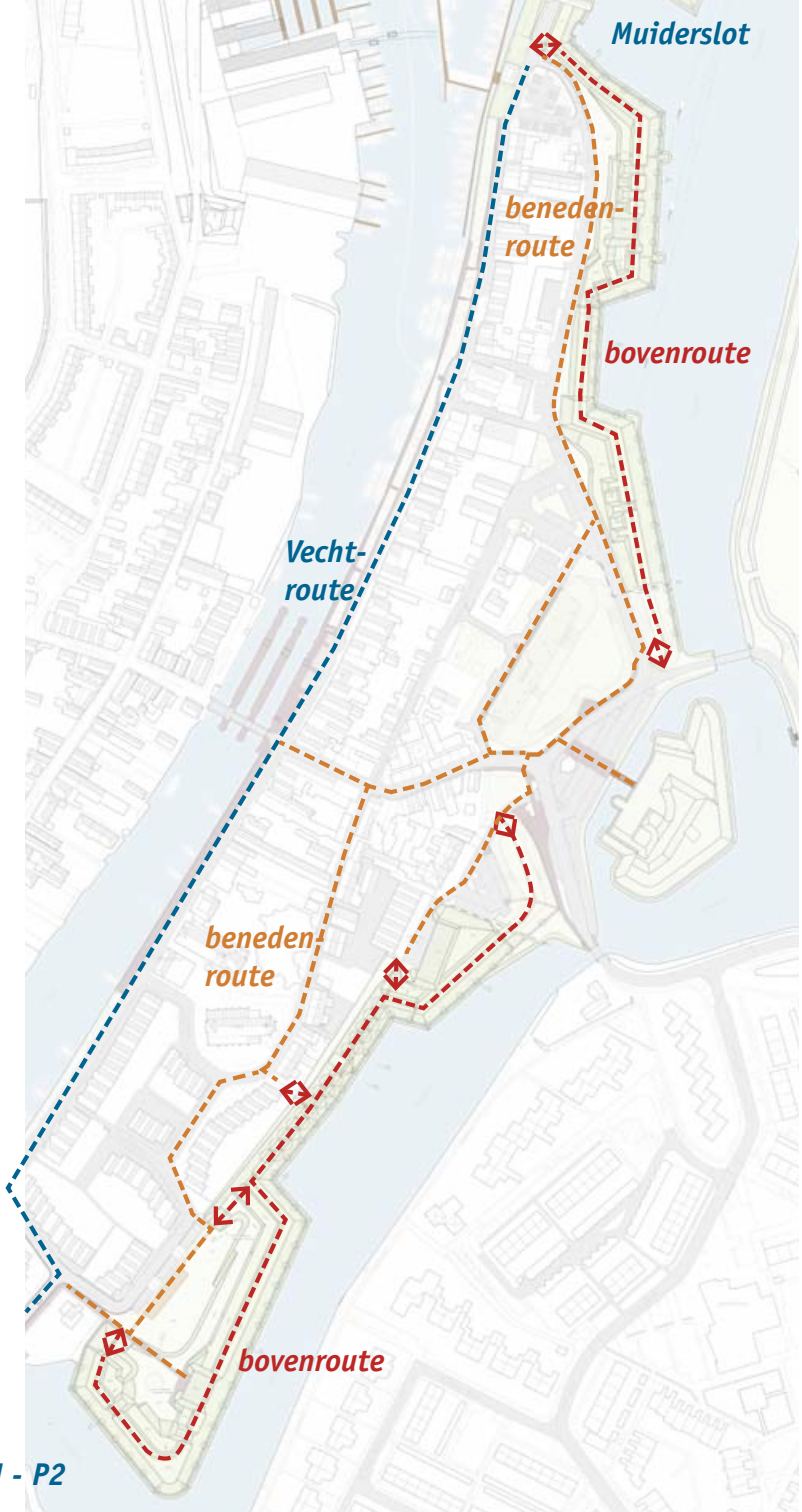 Muiderslot
beneden-
route
bovenroute
Vecht-
route
beneden-
route
bovenroute
- P2